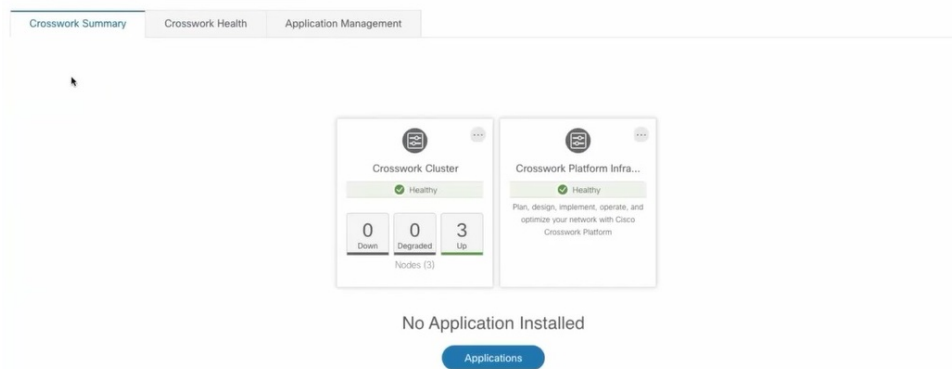 Crosswork Summary
Crosswork Health
Application Management
...
...
Crosswork Cluster
Crosswork Platform Infra...
Healthy
Healthy
Plan, design, implement, operate, and
optimize your network with Cisco
Crosswork Platform
0
0
3
Down
Degraded
Up
Nodes (3)
No Application Installed
Applications